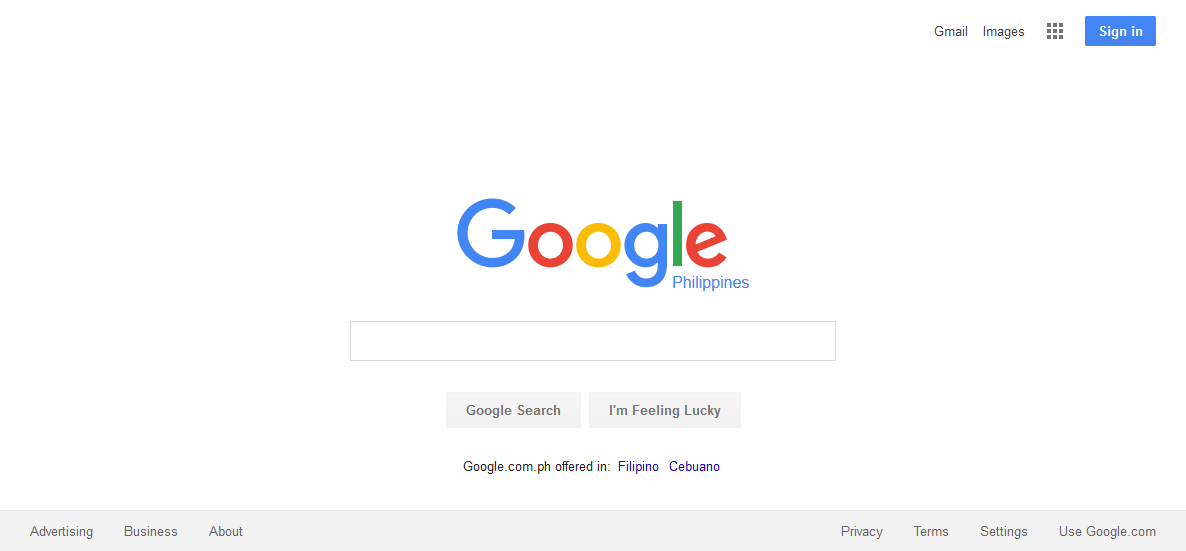 Gmail Images Sign in
Google
Philippines
Google Search I'm Feeling Lucky
Google.com.ph offered in: Filipino Cebuano
Advertising Business About Privacy Terms Settings Use Google.com